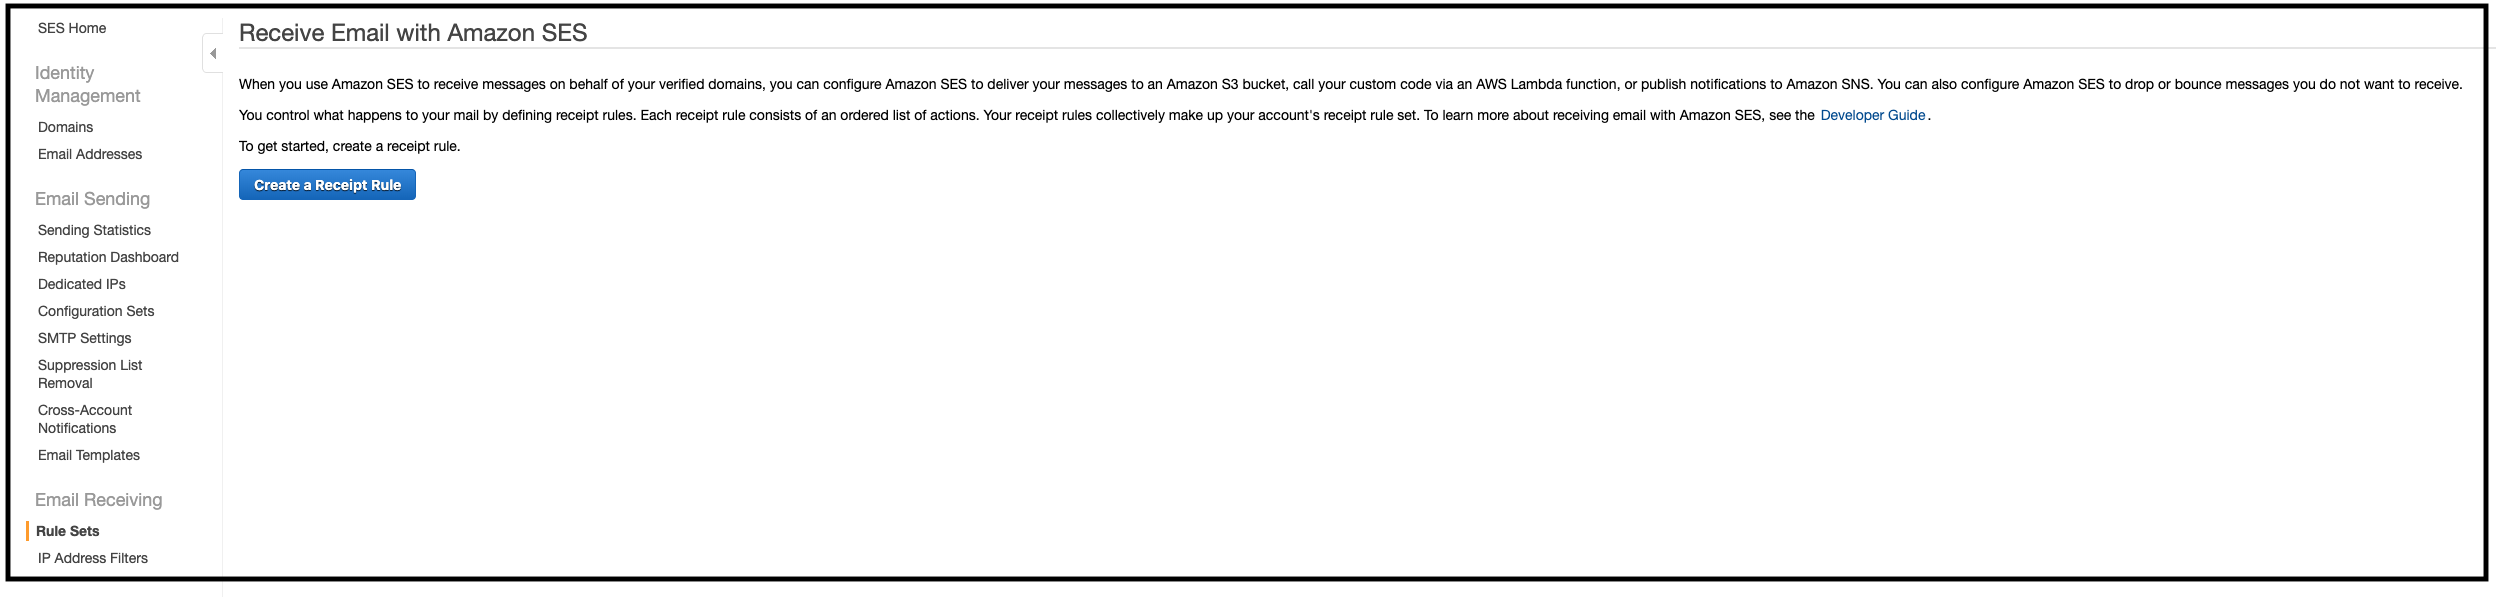 SES Home
Identity
Management
Domains
Email Addresses
Email Sending
Sending Statistics
Reputation Dashboard
Dedicated IPs
Configuration Sets
SMTP Settings
Suppression List
Removal
Cross-Account
Notifications
Email Templates
Email Receiving
Rule Sets
IP Address Filters
Receive Email with Amazon SES
When you use Amazon SES to receive messages on behalf of your verified domains, you can configure Amazon SES to deliver your messages to an Amazon S3 bucket, call your custom code via an AWS Lambda function, or publish notifications to Amazon SNS. You can also configure Amazon SES to drop or bounce messages you do not want to receive.
You control what happens to your mail by defining receipt rules. Each receipt rule consists of an ordered list of actions. Your receipt rules collectively make up your account's receipt rule set. To learn more about receiving email with Amazon SES, see the Developer Guide.
To get started, create a receipt rule.
Create a Receipt Rule